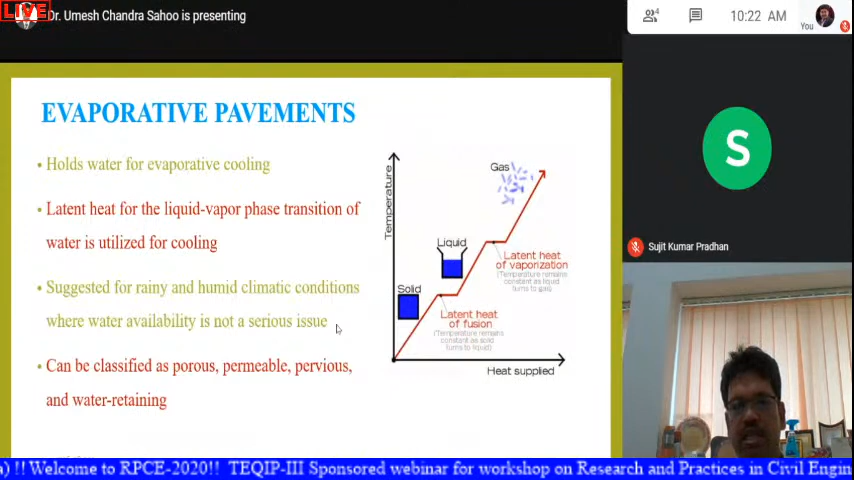 LIVE
Dr. Umesh Chandra Sahoo is presenting
4
10:22 AM
You
EVAPORATIVE PAVEMENTS
• Holds water for evaporative cooling
• Latent heat for the liquid-vapor phase transition of
water is utilized for cooling
• Suggested for rainy and humid climatic conditions
where water availability is not a serious issue
• Can be classified as porous, permeable, pervious,
and water-retaining
Temperature
Gas
Liquid
Solid
Latent heat
of vaporization
(Temperature remains
constant as liquid
turns to gas)
Latent heat
of fusion
(Temperature remains
constant as solid
turns to liquid)
Heat supplied
S
Sujit Kumar Pradhan
a) !! Welcome to RPCE-2020!! TEQIP-III Sponsored webinar for workshop on Research and Practices in Civil Engin